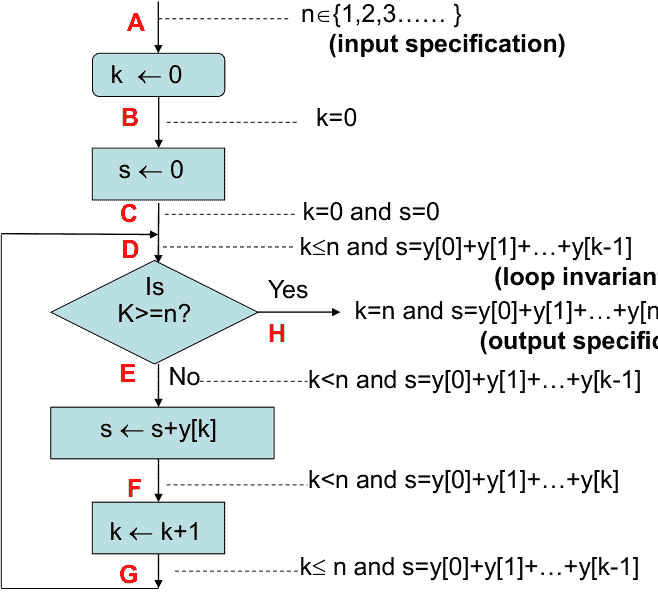 A
n∈{1,2,3…… }
(input specification)
k ← 0
B
k=0
s ← 0
C
k=0 and s=0
D
k≤n and s=y[0]+y[1]+…+y[k-1]
(loop invarian
Is
K>=n?
Yes
H
k=n and s=y[0]+y[1]+…+y[n
(output specific
E
No
k<n and s=y[0]+y[1]+…+y[k-1]
s ← s+y[k]
F
k<n and s=y[0]+y[1]+…+y[k]
k ← k+1
G
k≤ n and s=y[0]+y[1]+…+y[k-1]